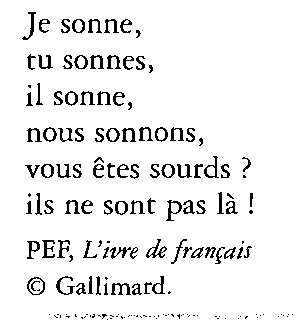 Je sonne,
tu sonnes,
il sonne,
nous sonnons,
vous êtes sourds ?
ils ne sont pas là !
PEF, L'ivre de français
© Gallimard.